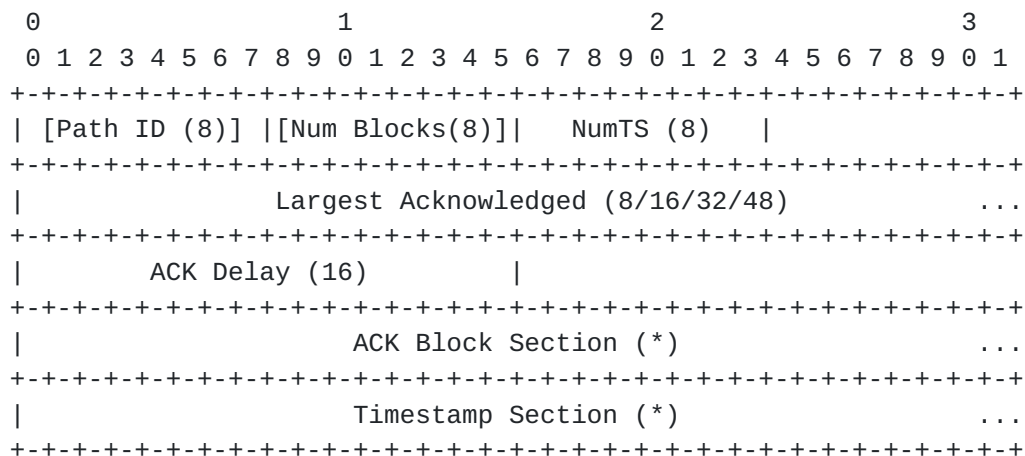 0                   1                   2                   3
 0 1 2 3 4 5 6 7 8 9 0 1 2 3 4 5 6 7 8 9 0 1 2 3 4 5 6 7 8 9 0 1
+-+-+-+-+-+-+-+-+-+-+-+-+-+-+-+-+-+-+-+-+-+-+-+-+-+-+-+-+-+-+-+-+
| [Path ID (8)] |[Num Blocks(8)]|   NumTS (8)   |
+-+-+-+-+-+-+-+-+-+-+-+-+-+-+-+-+-+-+-+-+-+-+-+-+-+-+-+-+-+-+-+-+
|                Largest Acknowledged (8/16/32/48)            ...
+-+-+-+-+-+-+-+-+-+-+-+-+-+-+-+-+-+-+-+-+-+-+-+-+-+-+-+-+-+-+-+-+
|        ACK Delay (16)         |
+-+-+-+-+-+-+-+-+-+-+-+-+-+-+-+-+-+-+-+-+-+-+-+-+-+-+-+-+-+-+-+-+
|                     ACK Block Section (*)                   ...
+-+-+-+-+-+-+-+-+-+-+-+-+-+-+-+-+-+-+-+-+-+-+-+-+-+-+-+-+-+-+-+-+
|                     Timestamp Section (*)                   ...
+-+-+-+-+-+-+-+-+-+-+-+-+-+-+-+-+-+-+-+-+-+-+-+-+-+-+-+-+-+-+-+-+